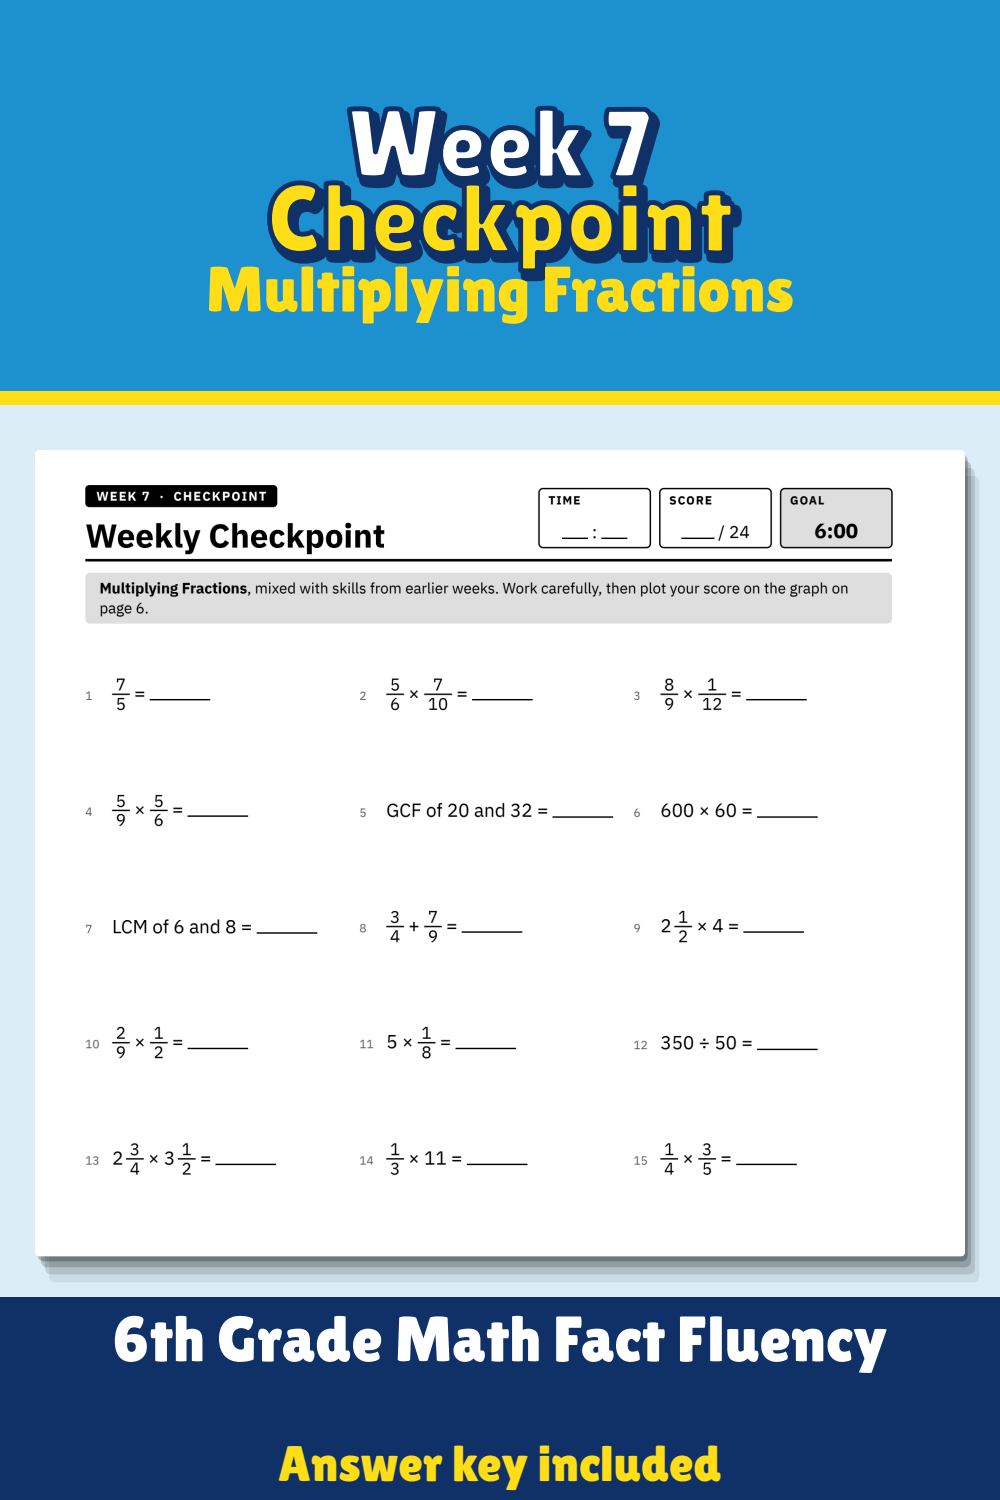 Week 7
Checkpoint
Multiplying Fractions
WEEK 7 · CHECKPOINT
Weekly Checkpoint
TIME
__ : __
SCORE
___ / 24
GOAL
6:00
Multiplying Fractions, mixed with skills from earlier weeks. Work carefully, then plot your score on the graph on
page 6.
1 7/5 = ______
2 5/6 × 7/10 = ______
3 8/9 × 1/12 = ______
4 5/9 × 5/6 = ______
5 GCF of 20 and 32 = ______
6 600 × 60 = ______
7 LCM of 6 and 8 = ______
8 3/4 + 7/9 = ______
9 2 1/2 × 4 = ______
10 2/9 × 1/2 = ______
11 5 × 1/8 = ______
12 350 ÷ 50 = ______
13 2 3/4 × 3 1/2 = ______
14 1/3 × 11 = ______
15 1/4 × 3/5 = ______
6th Grade Math Fact Fluency
Answer key included